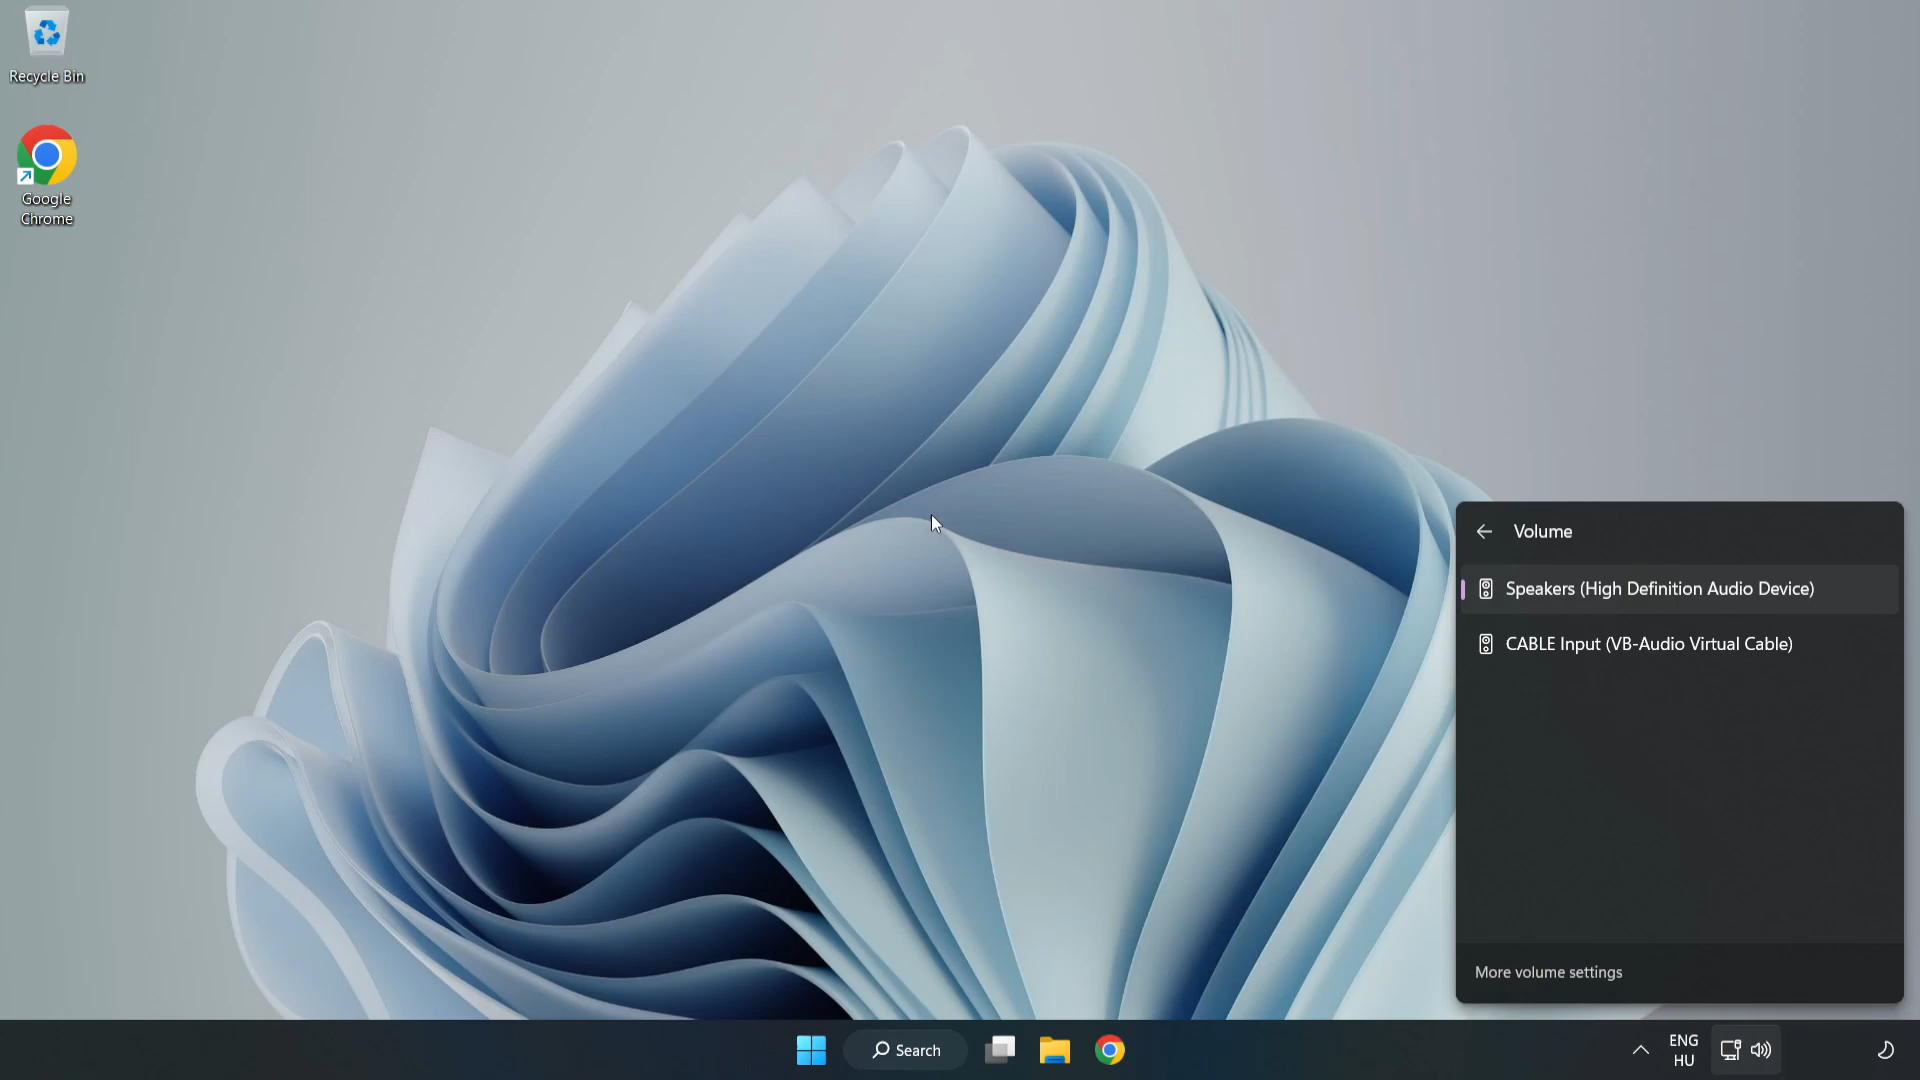 Recycle Bin
Google
Chrome
Volume
Speakers (High Definition Audio Device)
CABLE Input (VB-Audio Virtual Cable)
More volume settings
Search
ENG
HU